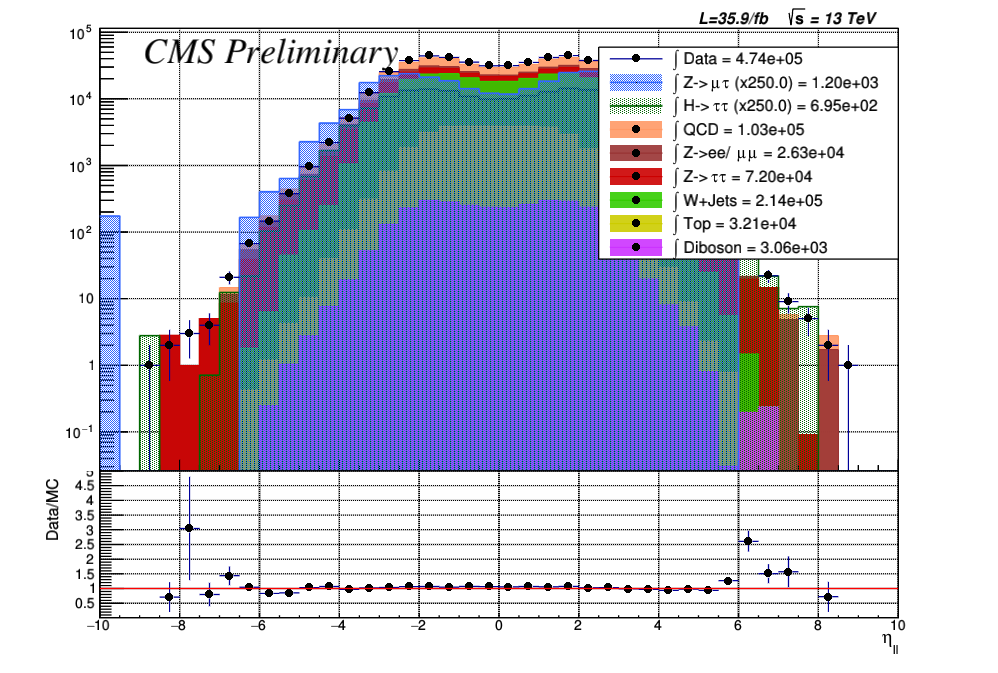 L=35.9/fb √s = 13 TeV
CMS Preliminary
10⁵
10⁴
10³
10²
10
1
10⁻¹
∫ Data = 4.74e+05
∫ Z->μτ (x250.0) = 1.20e+03
∫ H->ττ (x250.0) = 6.95e+02
∫ QCD = 1.03e+05
∫ Z->ee/ μμ = 2.63e+04
∫ Z->ττ = 7.20e+04
∫ W+Jets = 2.14e+05
∫ Top = 3.21e+04
∫ Diboson = 3.06e+03
Data/MC
5
4.5
4
3.5
3
2.5
2
1.5
1
0.5
0
−10 −8 −6 −4 −2 0 2 4 6 8 10
η_ll